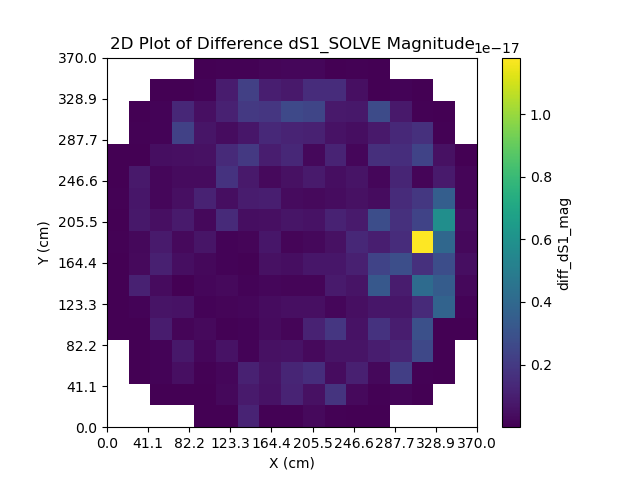 2D Plot of Difference dS1_SOLVE Magnitude
1e−17
370.0
328.9
287.7
246.6
205.5
164.4
123.3
82.2
41.1
0.0
Y (cm)
0.0 41.1 82.2 123.3 164.4 205.5 246.6 287.7 328.9 370.0
X (cm)
1.0
0.8
0.6
0.4
0.2
diff_dS1_mag